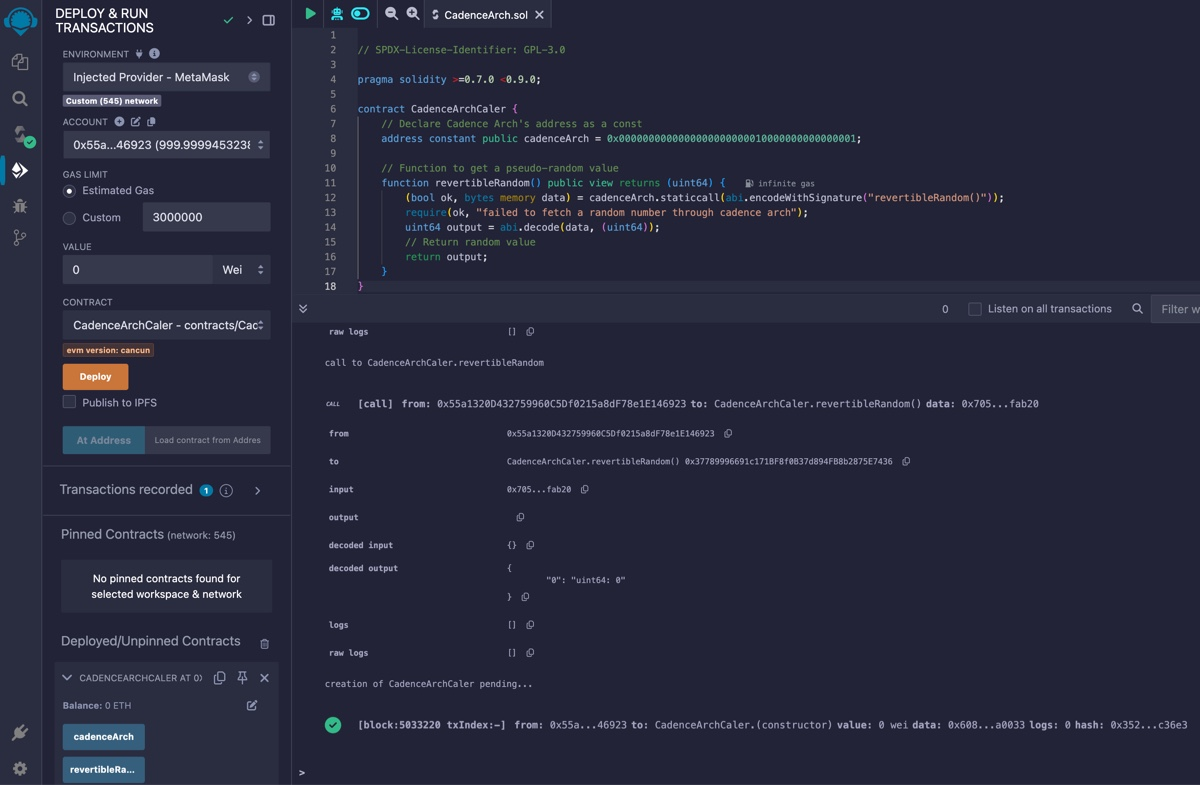 DEPLOY & RUN
TRANSACTIONS
ENVIRONMENT
Injected Provider - MetaMask
Custom (545) network
ACCOUNT
0x55a...46923 (999.9999453238
GAS LIMIT
Estimated Gas
Custom
3000000
VALUE
0
Wei
CONTRACT
CadenceArchCaler - contracts/Cad
evm version: cancun
Deploy
Publish to IPFS
At Address
Load contract from Addres
Transactions recorded 1
Pinned Contracts (network: 545)
No pinned contracts found for
selected workspace & network
Deployed/Unpinned Contracts
CADENCEARCHCALER AT 0X
Balance: 0 ETH
cadenceArch
revertibleRa...
CadenceArch.sol
1
2 // SPDX-License-Identifier: GPL-3.0
3
4 pragma solidity >=0.7.0 <0.9.0;
5
6 contract CadenceArchCaler {
7 // Declare Cadence Arch's address as a const
8 address constant public cadenceArch = 0x0000000000000000000000010000000000000001;
9
10 // Function to get a pseudo-random value
11 function revertibleRandom() public view returns (uint64) { infinite gas
12 (bool ok, bytes memory data) = cadenceArch.staticcall(abi.encodeWithSignature("revertibleRandom()"));
13 require(ok, "failed to fetch a random number through cadence arch");
14 uint64 output = abi.decode(data, (uint64));
15 // Return random value
16 return output;
17 }
18 }
0
Listen on all transactions
Filter w
raw logs []
call to CadenceArchCaler.revertibleRandom
CALL [call] from: 0x55a1320D432759960C5Df0215a8dF78e1E146923 to: CadenceArchCaler.revertibleRandom() data: 0x705...fab20
from 0x55a1320D432759960C5Df0215a8dF78e1E146923
to CadenceArchCaler.revertibleRandom() 0x37789996691c171BF8f0B37d894FB8b2875E7436
input 0x705...fab20
output
decoded input {}
decoded output {
"0": "uint64: 0"
}
logs []
raw logs []
creation of CadenceArchCaler pending...
[block:5033220 txIndex:-] from: 0x55a...46923 to: CadenceArchCaler.(constructor) value: 0 wei data: 0x608...a0033 logs: 0 hash: 0x352...c36e3
>